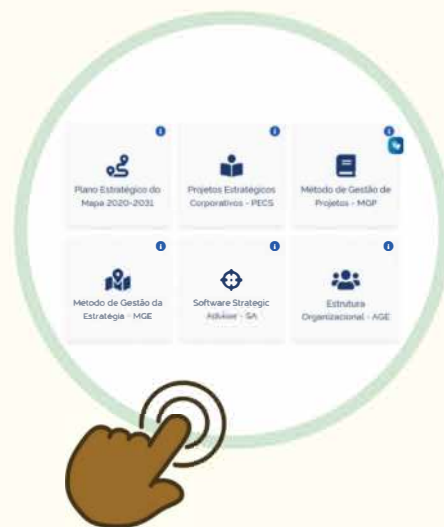 Plano Estratégico do
Mapa 2020-2031
Projetos Estratégicos
Corporativos - PECS
Método de Gestão de
Projetos - MGP
Método de Gestão da
Estratégia - MGE
Software Strategic
Adviser - SA
Estrutura
Organizacional - AGE